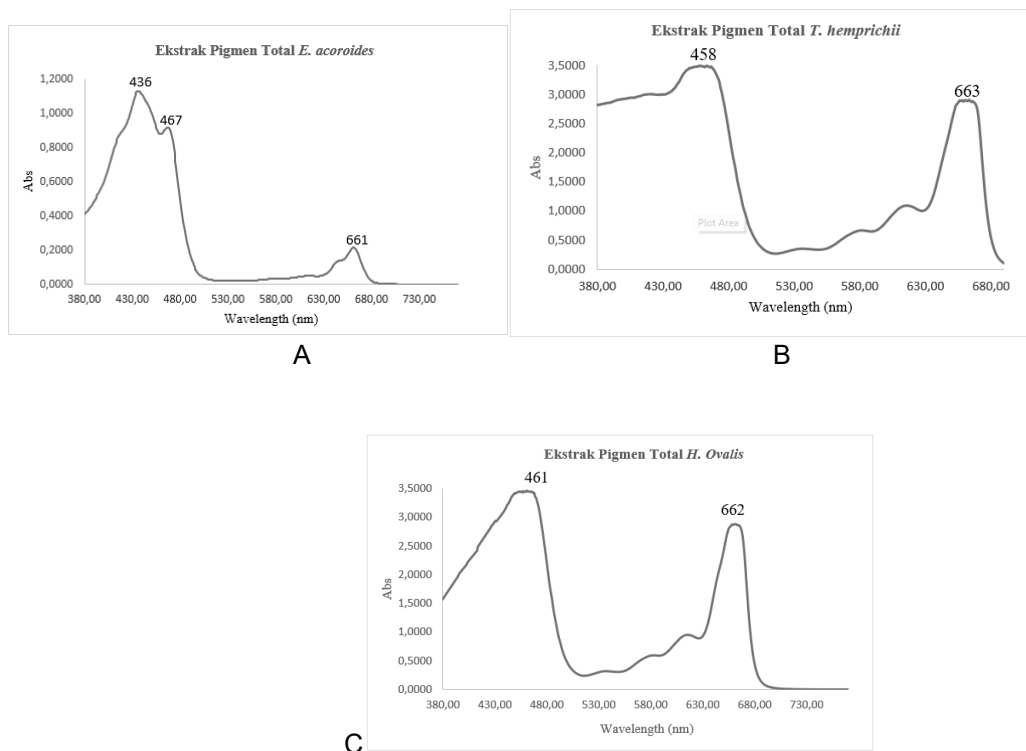 Ekstrak Pigmen Total E. acoroides
1,2000
1,0000
0,8000
0,6000
0,4000
0,2000
0,0000
Abs
436
467
661
380,00 430,00 480,00 530,00 580,00 630,00 680,00 730,00
Wavelength (nm)
A
Ekstrak Pigmen Total T. hemprichii
3,5000
3,0000
2,5000
2,0000
1,5000
1,0000
0,5000
0,0000
Abs
458
663
Plot Area
380,00 430,00 480,00 530,00 580,00 630,00 680,00
Wavelength (nm)
B
Ekstrak Pigmen Total H. Ovalis
3,5000
3,0000
2,5000
2,0000
1,5000
1,0000
0,5000
0,0000
Abs
461
662
380,00 430,00 480,00 530,00 580,00 630,00 680,00 730,00
Wavelength (nm)
C